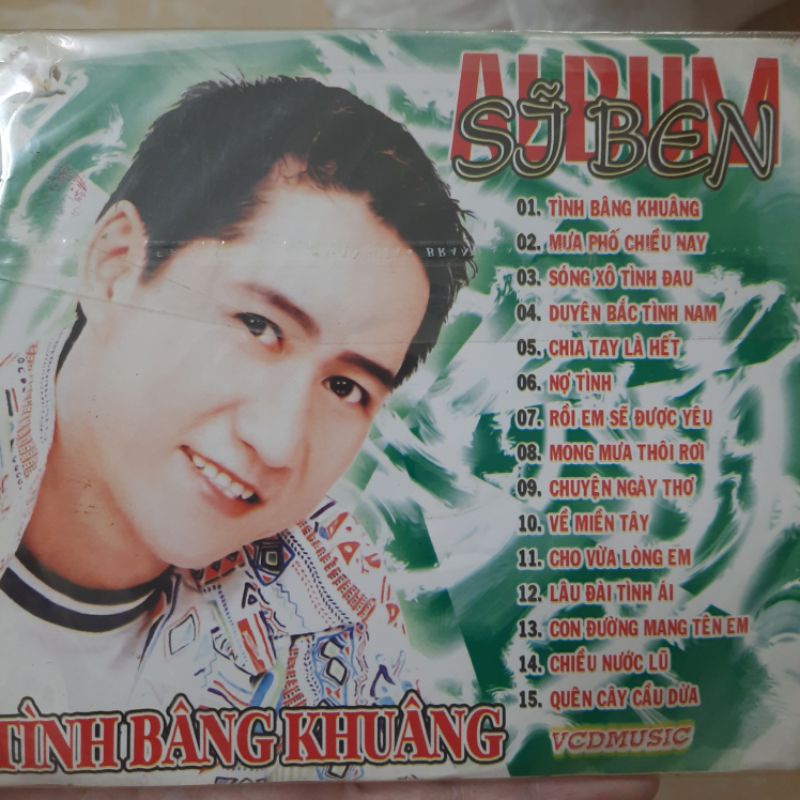 ALBUM
SĨ BEN
01. TÌNH BÂNG KHUÂNG
02. MƯA PHỐ CHIỀU NAY
03. SÓNG XÔ TÌNH ĐAU
04. DUYÊN BẮC TÌNH NAM
05. CHIA TAY LÀ HẾT
06. NỢ TÌNH
07. RỒI EM SẼ ĐƯỢC YÊU
08. MONG MƯA THÔI RƠI
09. CHUYỆN NGÀY THƠ
10. VỀ MIỀN TÂY
11. CHO VỪA LÒNG EM
12. LÂU ĐÀI TÌNH ÁI
13. CON ĐƯỜNG MANG TÊN EM
14. CHIỀU NƯỚC LŨ
15. QUÊN CÂY CẦU DỪA
VCDMUSIC
TÌNH BÂNG KHUÂNG